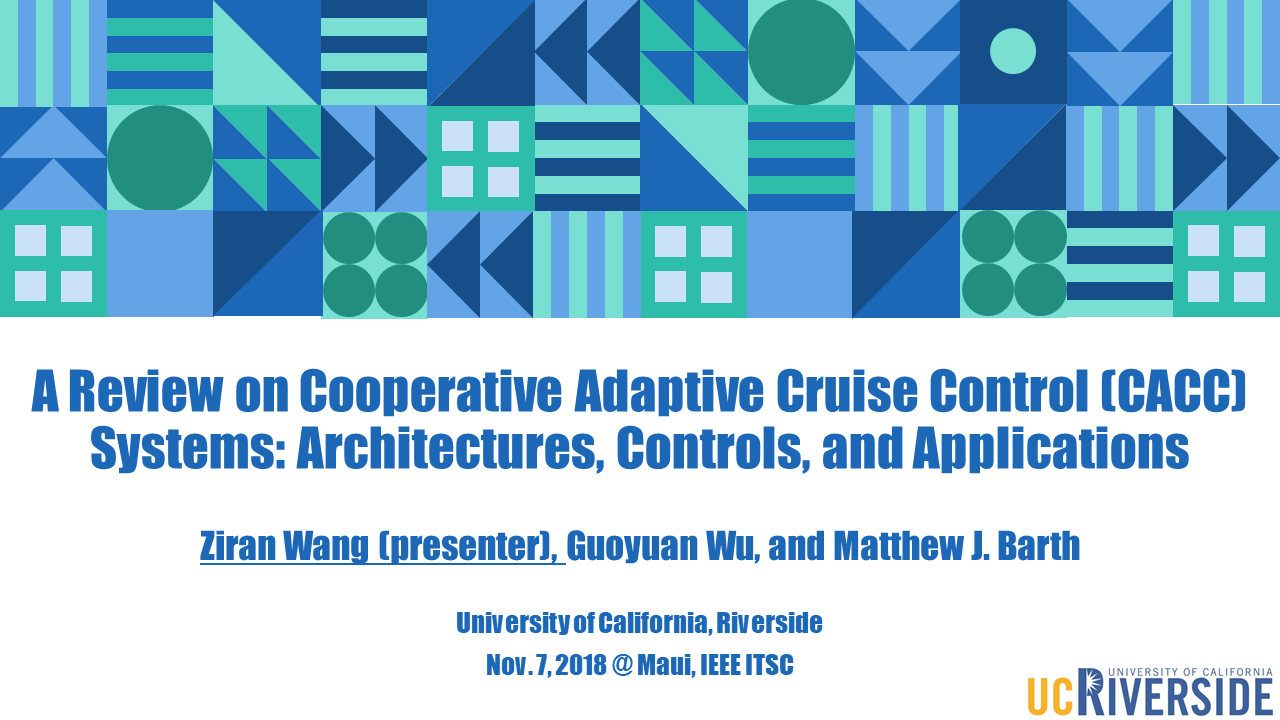 A Review on Cooperative Adaptive Cruise Control (CACC)
Systems: Architectures, Controls, and Applications
Ziran Wang (presenter), Guoyuan Wu, and Matthew J. Barth
University of California, Riverside
Nov. 7, 2018 @ Maui, IEEE ITSC
UNIVERSITY OF CALIFORNIA
UCRIVERSIDE